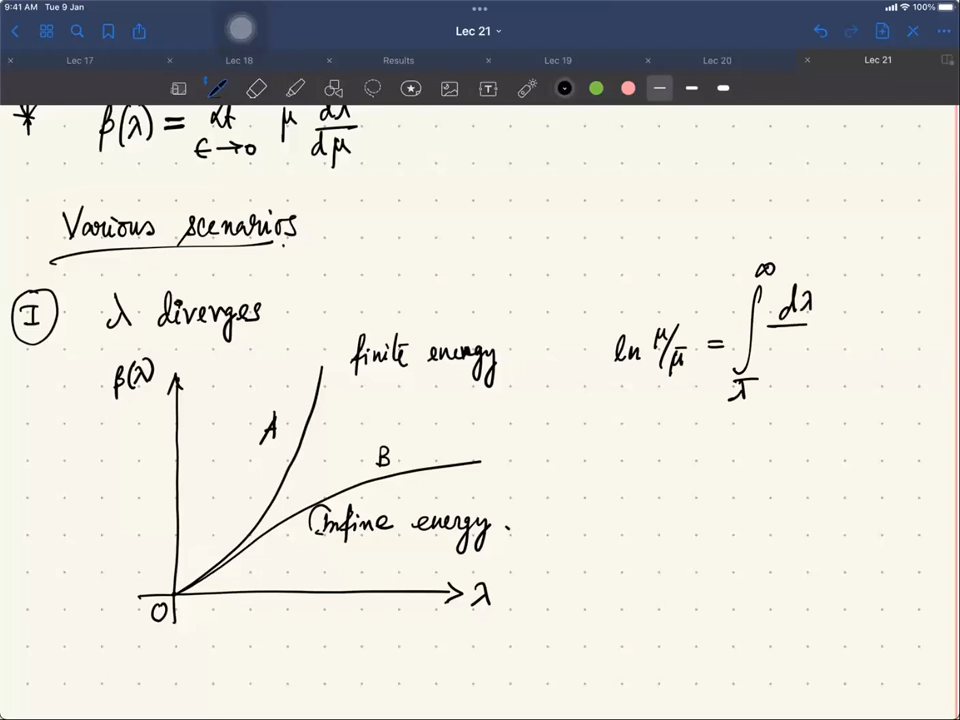 9:41 AM Tue 9 Jan
100%
Lec 21
Lec 17
Lec 18
Results
Lec 19
Lec 20
Lec 21
* β(λ) = Lt μ dλ/dμ
ϵ→0
Various scenarios
I λ diverges
finite energy
ln μ/μ̄ = ∫ dλ
∞
λ̄
β(λ)
A
B
Infine energy.
O
λ